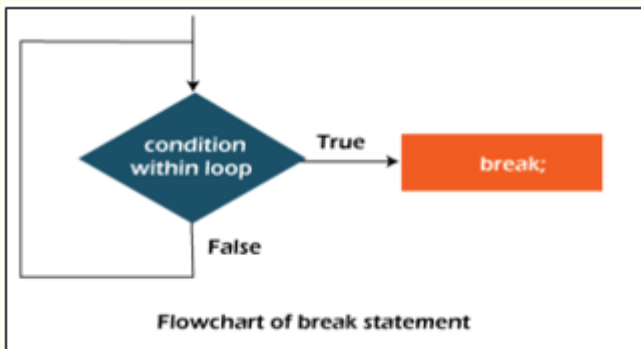 condition
within loop
True
break;
False
Flowchart of break statement